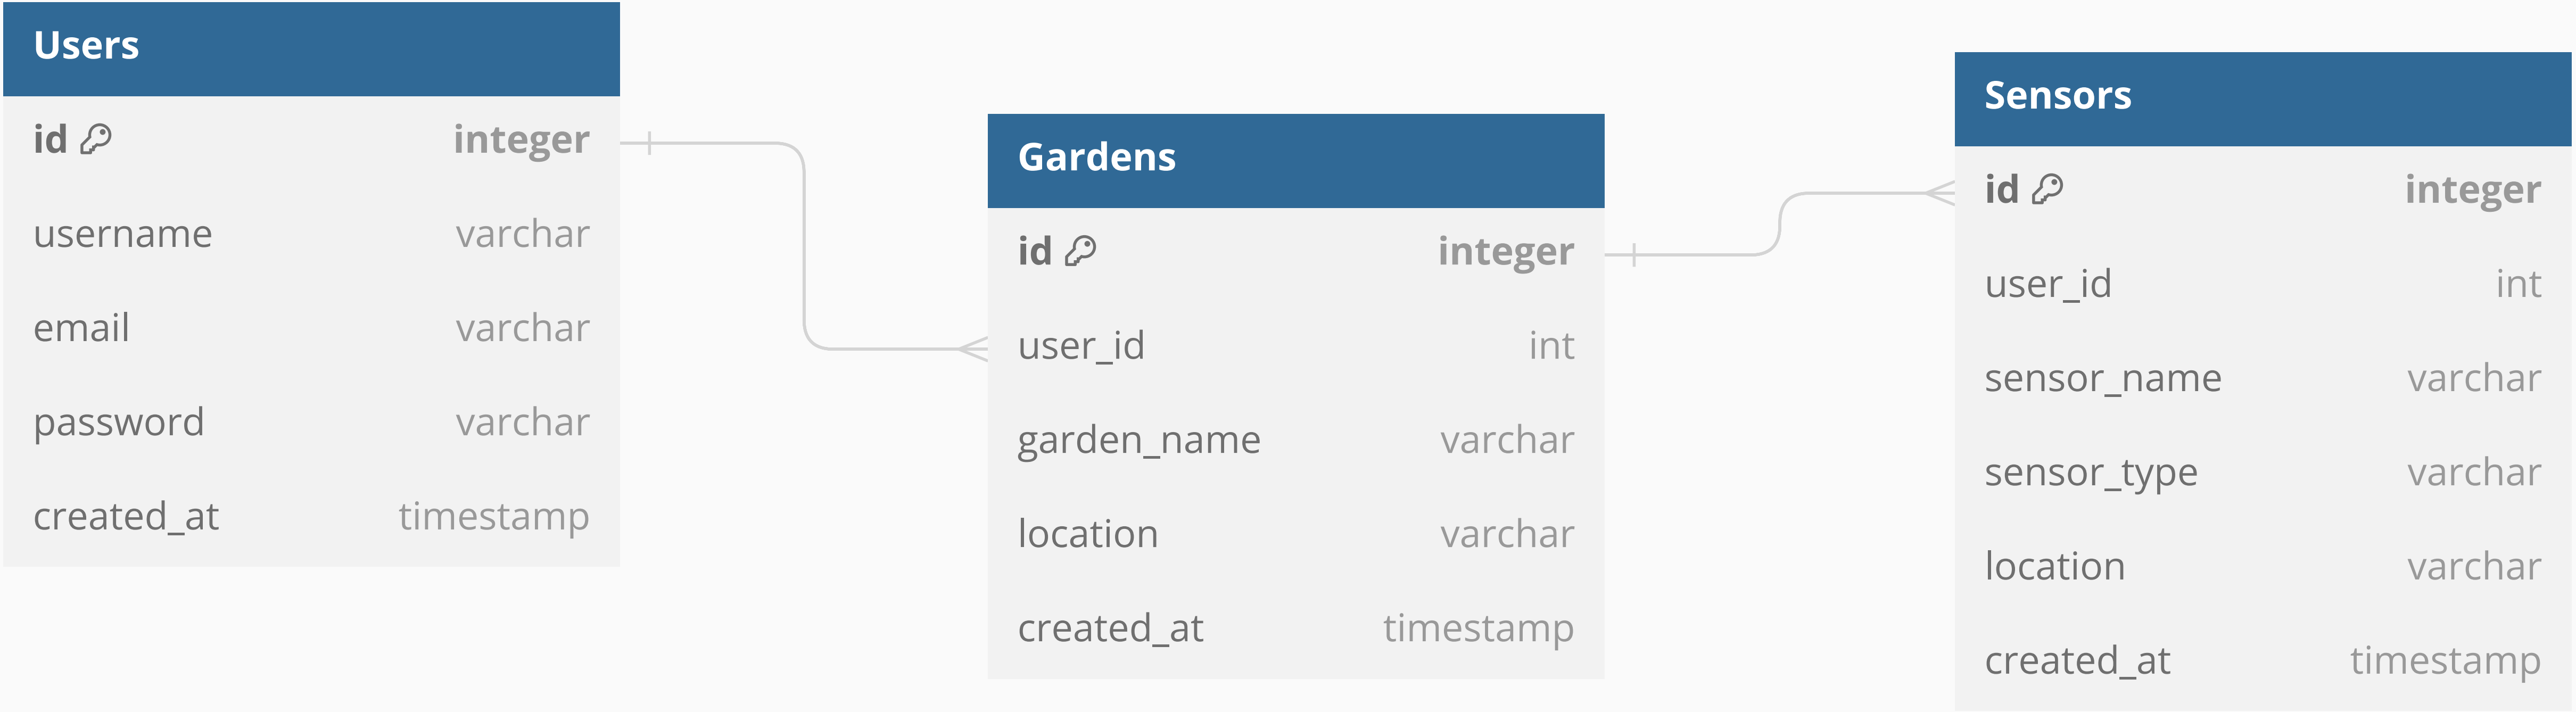 Users
id integer
username varchar
email varchar
password varchar
created_at timestamp
Gardens
id integer
user_id int
garden_name varchar
location varchar
created_at timestamp
Sensors
id integer
user_id int
sensor_name varchar
sensor_type varchar
location varchar
created_at timestamp